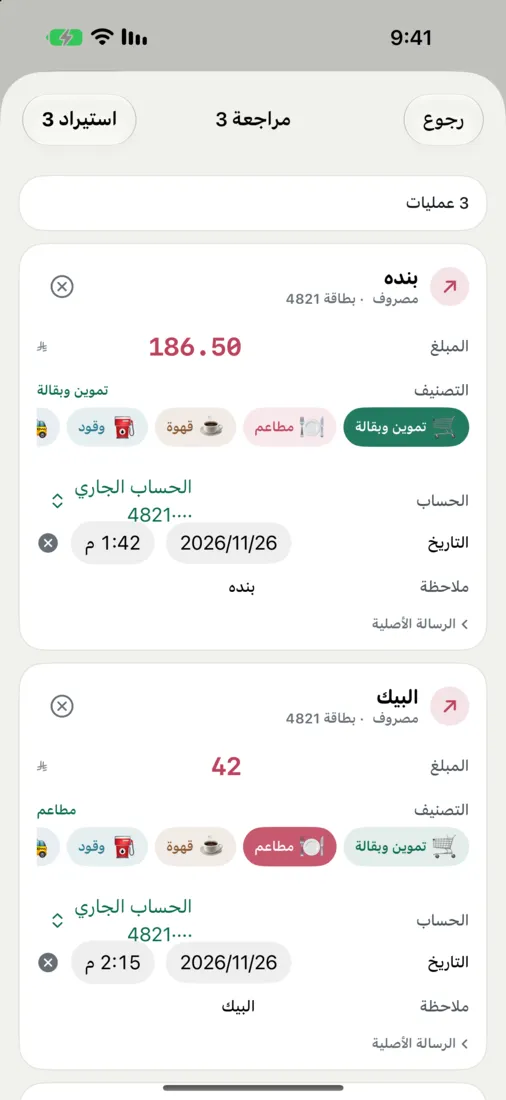 9:41
رجوع
مراجعة 3
استيراد 3
3 عمليات
بنده
مصروف · بطاقة 4821
المبلغ 186.50
التصنيف تموين وبقالة
تموين وبقالة مطاعم قهوة وقود
الحساب الحساب الجاري
····4821
التاريخ 2026/11/26 1:42 م
ملاحظة بنده
الرسالة الأصلية
البيك
مصروف · بطاقة 4821
المبلغ 42
التصنيف مطاعم
تموين وبقالة مطاعم قهوة وقود
الحساب الحساب الجاري
····4821
التاريخ 2026/11/26 2:15 م
ملاحظة البيك
الرسالة الأصلية